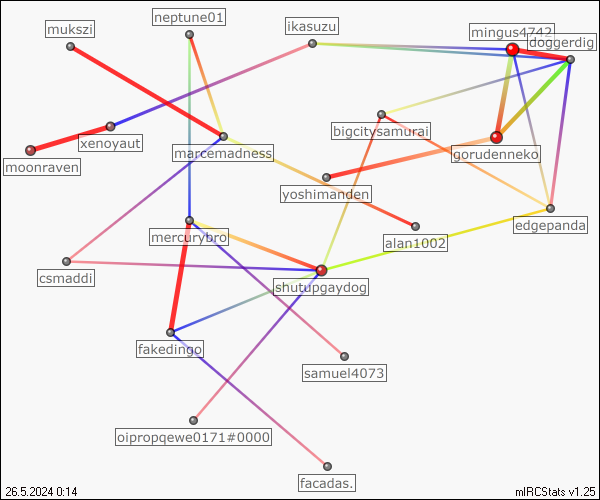 neptune01
mukszi
ikasuzu
mingus4742
doggerdig
bigcitysamurai
xenoyaut
marcemadness
gorudenneko
moonraven
yoshimanden
edgepanda
mercurybro
alan1002
csmaddi
shutupgaydog
fakedingo
samuel4073
oipropqewe0171#0000
facadas.
26.5.2024 0:14
mIRCStats v1.25